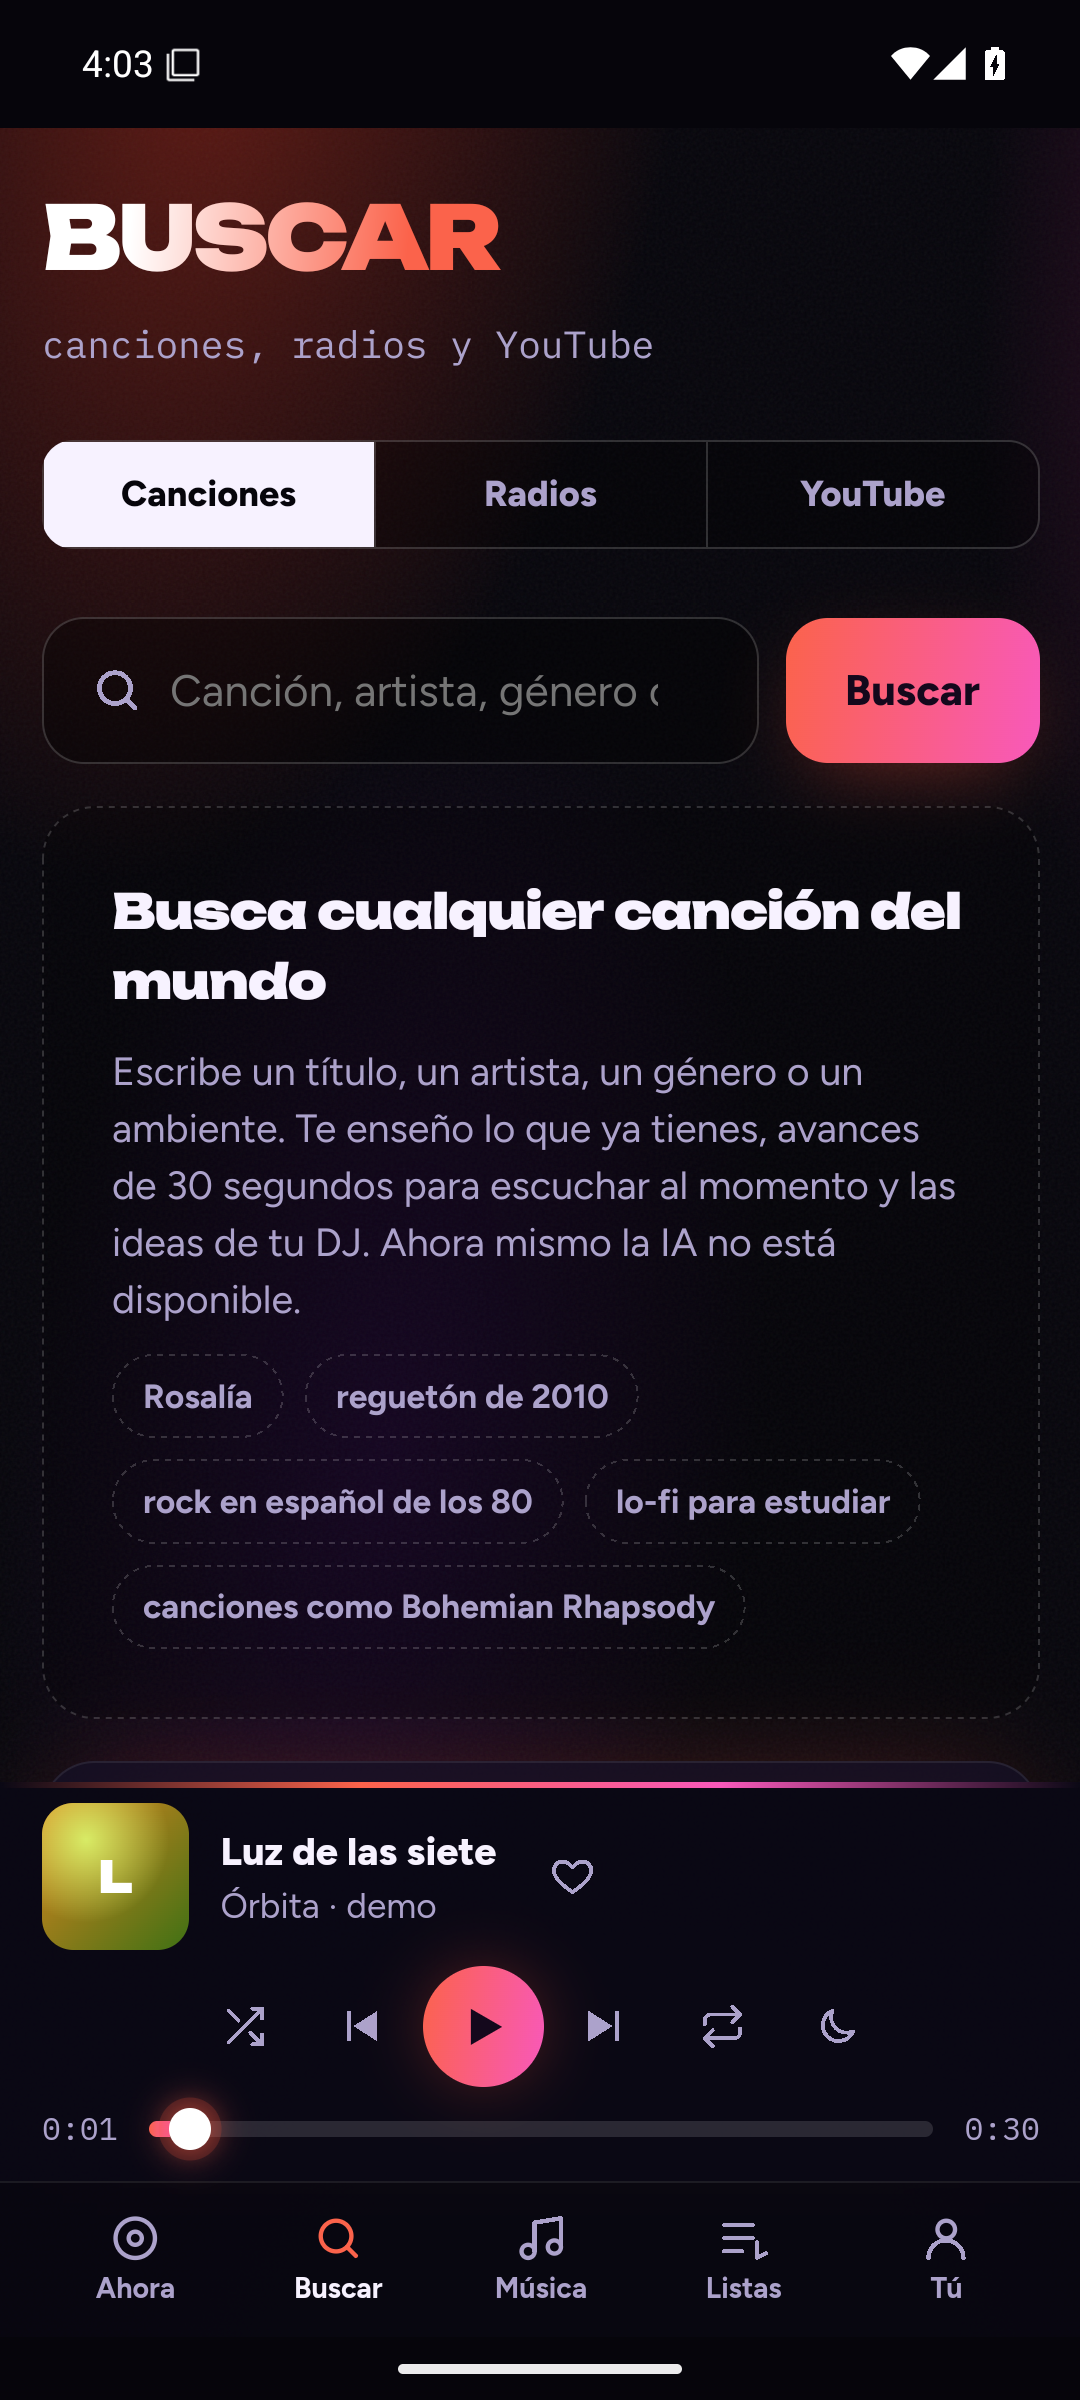 4:03
BUSCAR
canciones, radios y YouTube
Canciones
Radios
YouTube
Canción, artista, género
Buscar
Busca cualquier canción del
mundo
Escribe un título, un artista, un género o un
ambiente. Te enseño lo que ya tienes, avances
de 30 segundos para escuchar al momento y las
ideas de tu DJ. Ahora mismo la IA no está
disponible.
Rosalía
reguetón de 2010
rock en español de los 80
lo-fi para estudiar
canciones como Bohemian Rhapsody
L
Luz de las siete
Órbita · demo
0:01
0:30
Ahora
Buscar
Música
Listas
Tú